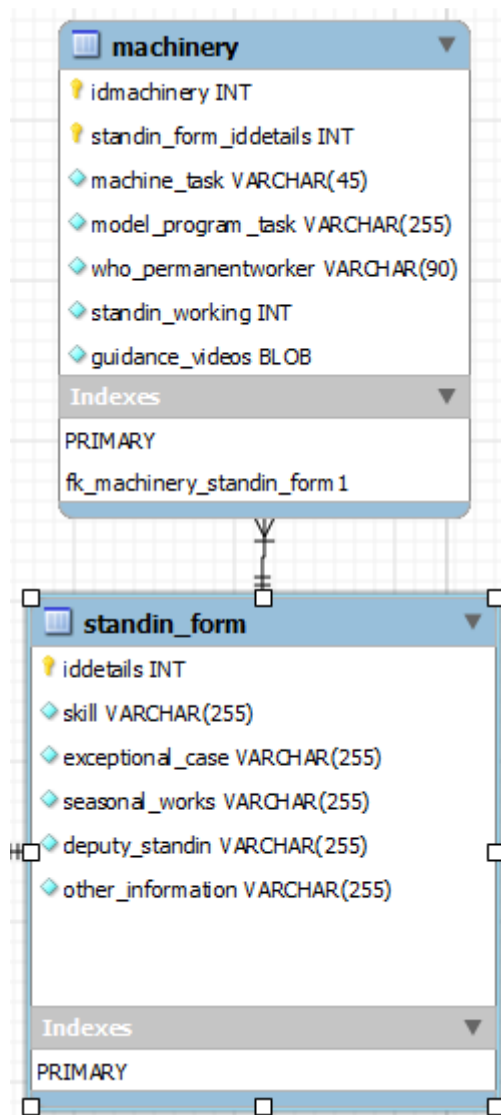 machinery
idmachinery INT
standin_form_iddetails INT
machine_task VARCHAR(45)
model_program_task VARCHAR(255)
who_permanentworker VARCHAR(90)
standin_working INT
guidance_videos BLOB
Indexes
PRIMARY
fk_machinery_standin_form1
standin_form
iddetails INT
skill VARCHAR(255)
exceptional_case VARCHAR(255)
seasonal_works VARCHAR(255)
deputy_standin VARCHAR(255)
other_information VARCHAR(255)
Indexes
PRIMARY